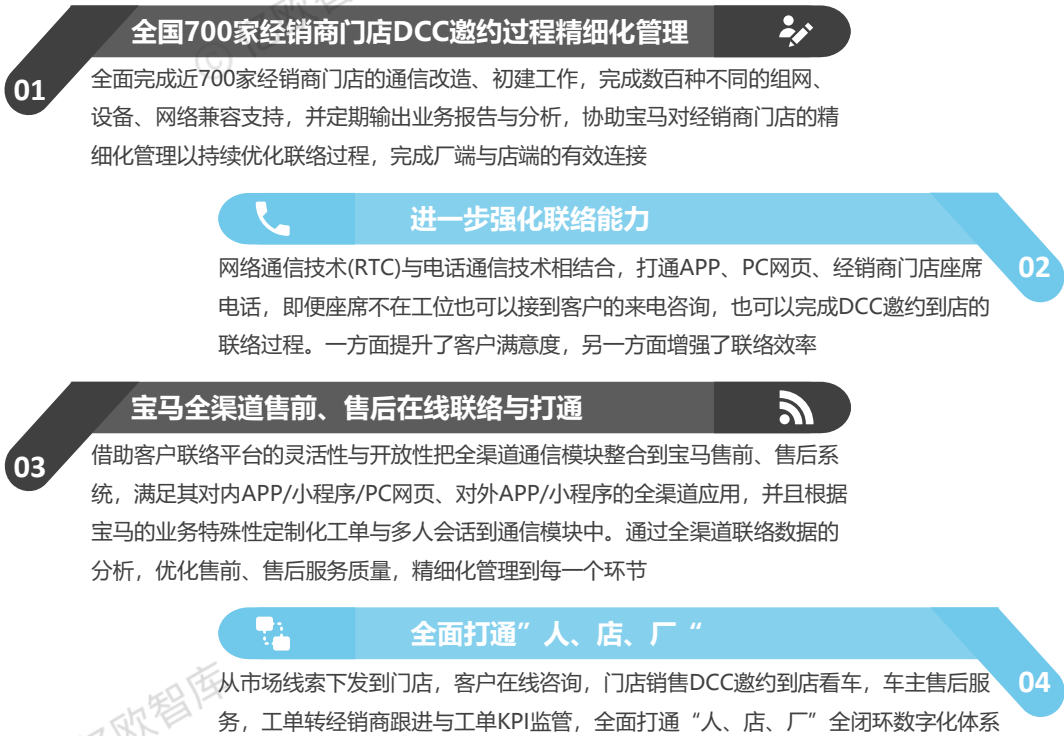 全国700家经销商门店DCC邀约过程精细化管理
01
全面完成近700家经销商门店的通信改造、初建工作，完成数百种不同的组网、
设备、网络兼容支持，并定期输出业务报告与分析，协助宝马对经销商门店的精
细化管理以持续优化联络过程，完成厂端与店端的有效连接
进一步强化联络能力
02
网络通信技术(RTC)与电话通信技术相结合，打通APP、PC网页、经销商门店座席
电话，即便座席不在工位也可以接到客户的来电咨询，也可以完成DCC邀约到店的
联络过程。一方面提升了客户满意度，另一方面增强了联络效率
宝马全渠道售前、售后在线联络与打通
03
借助客户联络平台的灵活性与开放性把全渠道通信模块整合到宝马售前、售后系
统，满足其对内APP/小程序/PC网页、对外APP/小程序的全渠道应用，并且根据
宝马的业务特殊性定制化工单与多人会话到通信模块中。通过全渠道联络数据的
分析，优化售前、售后服务质量，精细化管理到每一个环节
全面打通”人、店、厂“
04
从市场线索下发到门店，客户在线咨询，门店销售DCC邀约到店看车，车主售后服
务，工单转经销商跟进与工单KPI监管，全面打通“人、店、厂”全闭环数字化体系